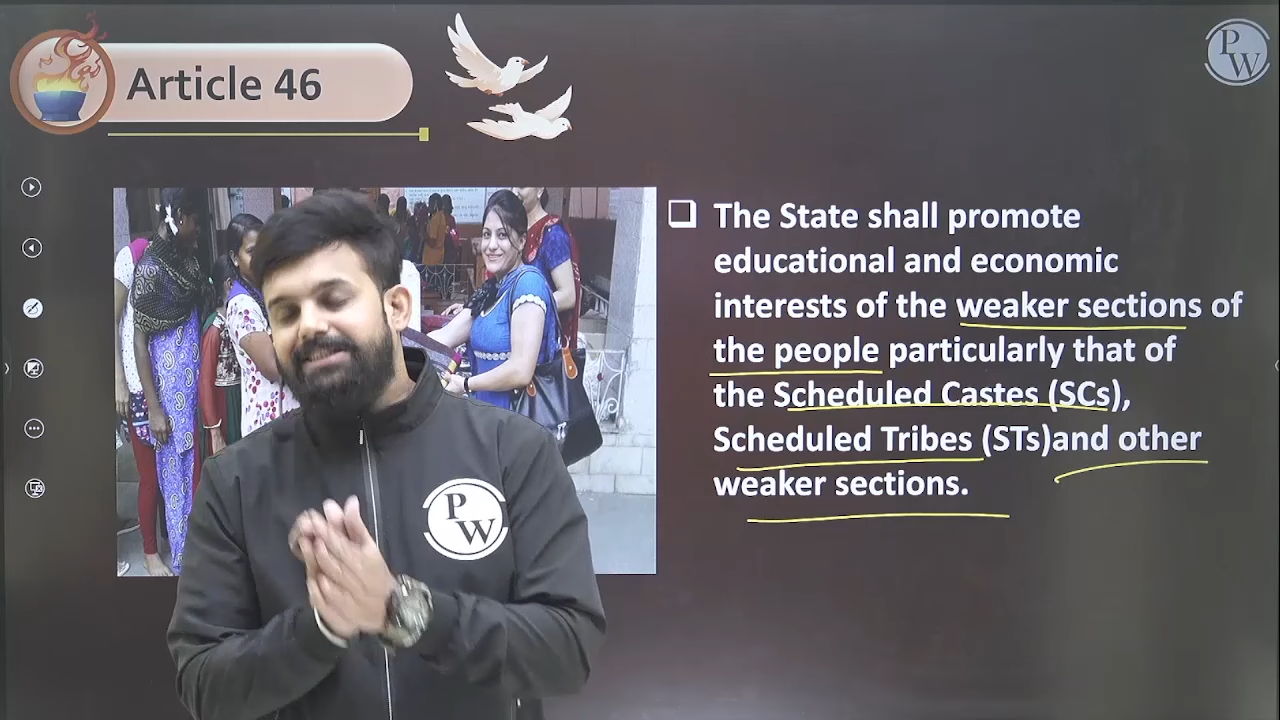 Article 46
PW
The State shall promote
educational and economic
interests of the weaker sections of
the people particularly that of
the Scheduled Castes (SCs),
Scheduled Tribes (STs)and other
weaker sections.
PW